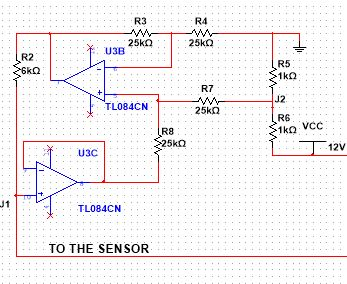 R3
25kΩ
R4
25kΩ
R2
6kΩ
U3B
TL084CN
R7
25kΩ
R5
1kΩ
J2
R6
1kΩ
VCC
12V
R8
25kΩ
U3C
TL084CN
J1
TO THE SENSOR